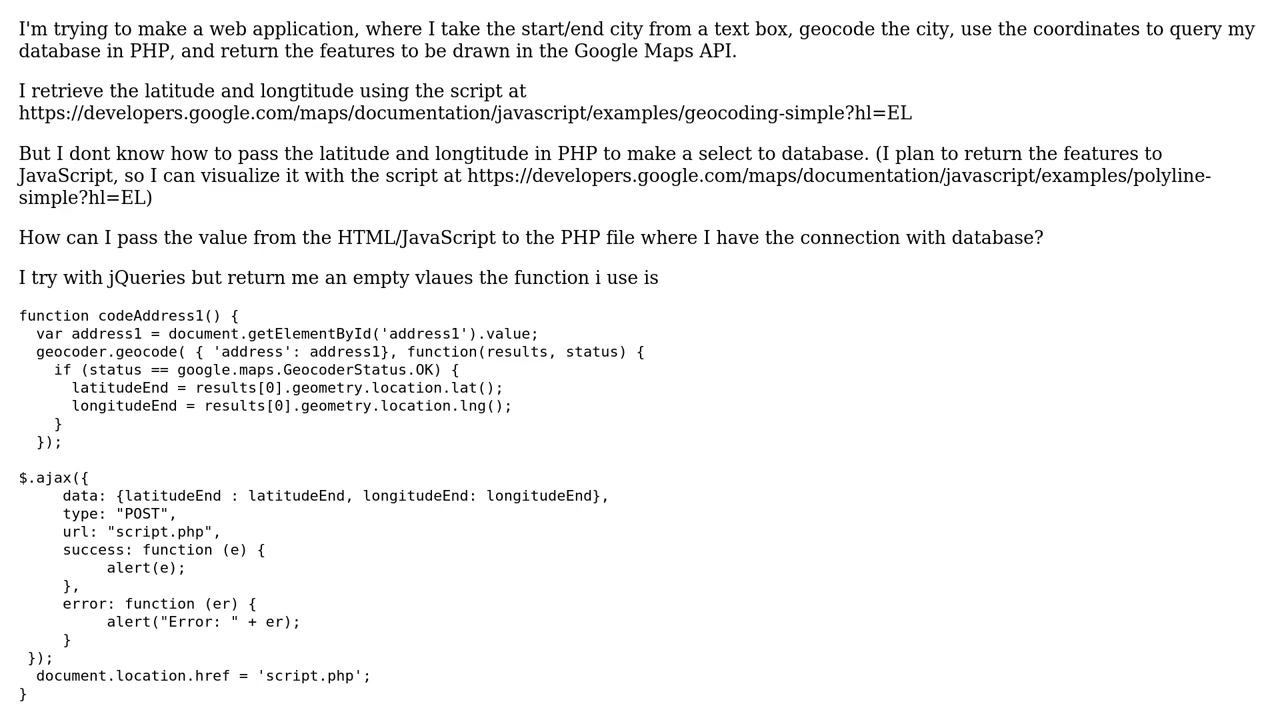 I'm trying to make a web application, where I take the start/end city from a text box, geocode the city, use the coordinates to query my
database in PHP, and return the features to be drawn in the Google Maps API.
I retrieve the latitude and longtitude using the script at
https://developers.google.com/maps/documentation/javascript/examples/geocoding-simple?hl=EL
But I dont know how to pass the latitude and longtitude in PHP to make a select to database. (I plan to return the features to
JavaScript, so I can visualize it with the script at https://developers.google.com/maps/documentation/javascript/examples/polyline-
simple?hl=EL)
How can I pass the value from the HTML/JavaScript to the PHP file where I have the connection with database?
I try with jQueries but return me an empty vlaues the function i use is
function codeAddress1() {
  var address1 = document.getElementById('address1').value;
  geocoder.geocode( { 'address': address1}, function(results, status) {
    if (status == google.maps.GeocoderStatus.OK) {
      latitudeEnd = results[0].geometry.location.lat();
      longitudeEnd = results[0].geometry.location.lng();
    }
  });
$.ajax({
     data: {latitudeEnd : latitudeEnd, longitudeEnd: longitudeEnd},
     type: "POST",
     url: "script.php",
     success: function (e) {
          alert(e);
     },
     error: function (er) {
          alert("Error: " + er);
     }
 });
  document.location.href = 'script.php';
}